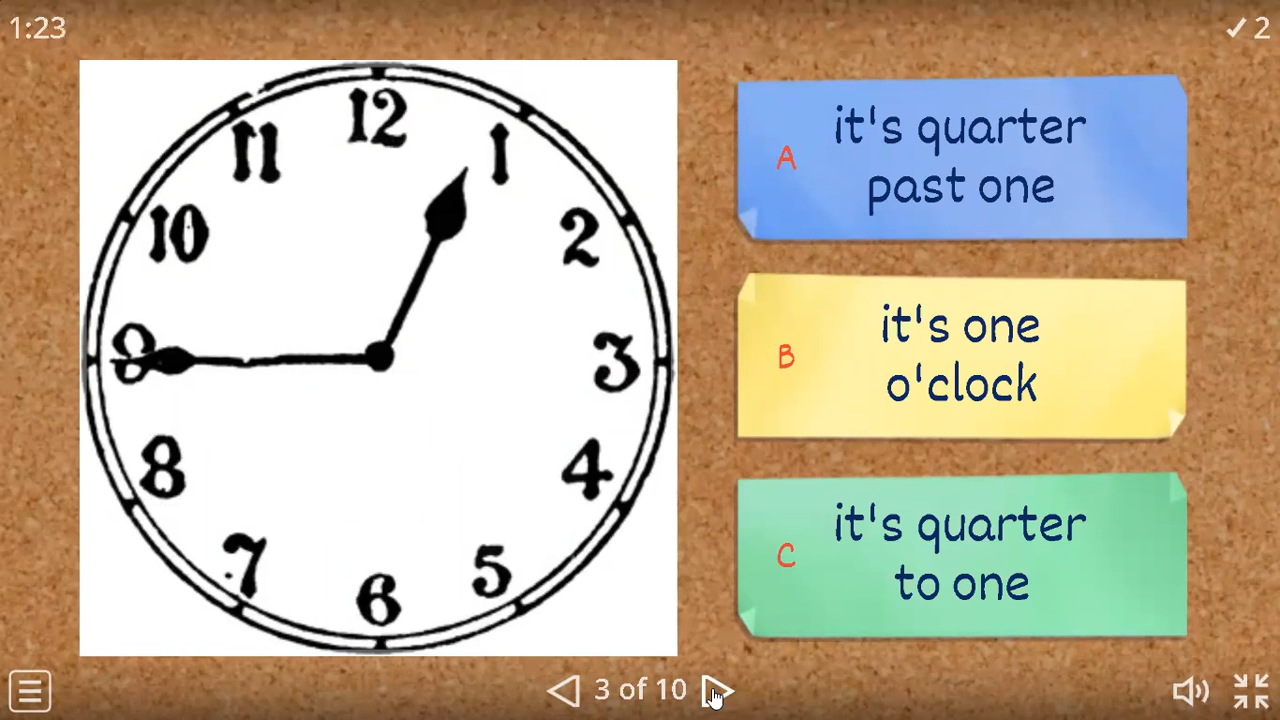 1:23
✓ 2
12
11
1
10
2
9
3
8
4
7
5
6
A
it's quarter
past one
B
it's one
o'clock
C
it's quarter
to one
3 of 10